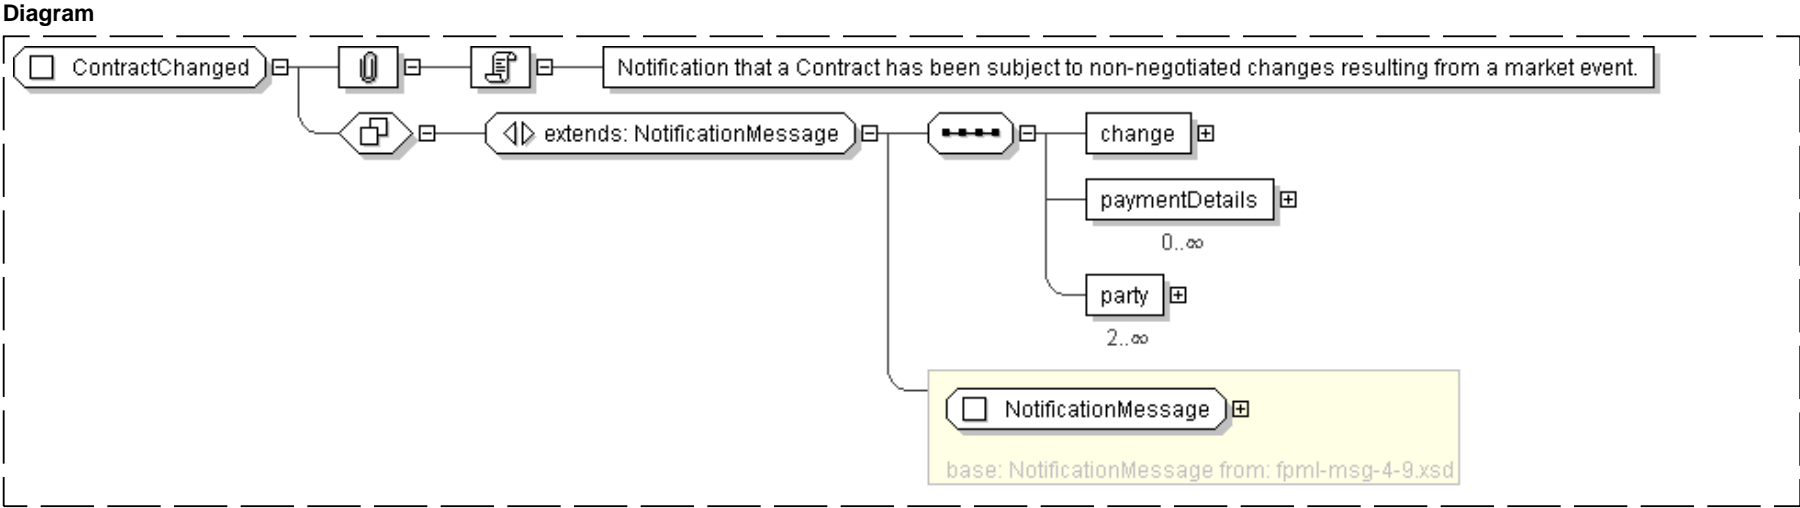 Diagram
ContractChanged
Notification that a Contract has been subject to non-negotiated changes resulting from a market event.
extends: NotificationMessage
change
paymentDetails
0..∞
party
2..∞
NotificationMessage
base: NotificationMessage from: fpml-msg-4-9.xsd